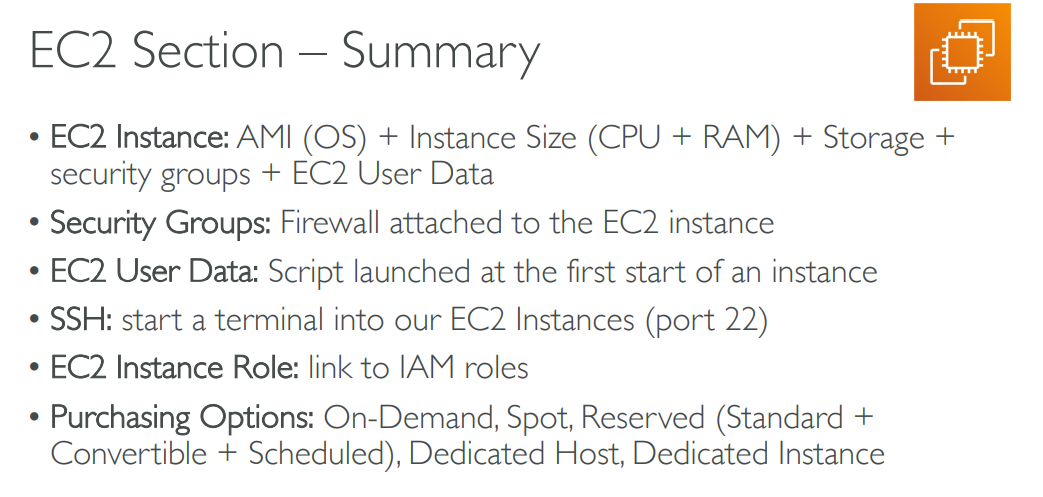 EC2 Section – Summary
• EC2 Instance: AMI (OS) + Instance Size (CPU + RAM) + Storage +
security groups + EC2 User Data
• Security Groups: Firewall attached to the EC2 instance
• EC2 User Data: Script launched at the first start of an instance
• SSH: start a terminal into our EC2 Instances (port 22)
• EC2 Instance Role: link to IAM roles
• Purchasing Options: On-Demand, Spot, Reserved (Standard +
Convertible + Scheduled), Dedicated Host, Dedicated Instance